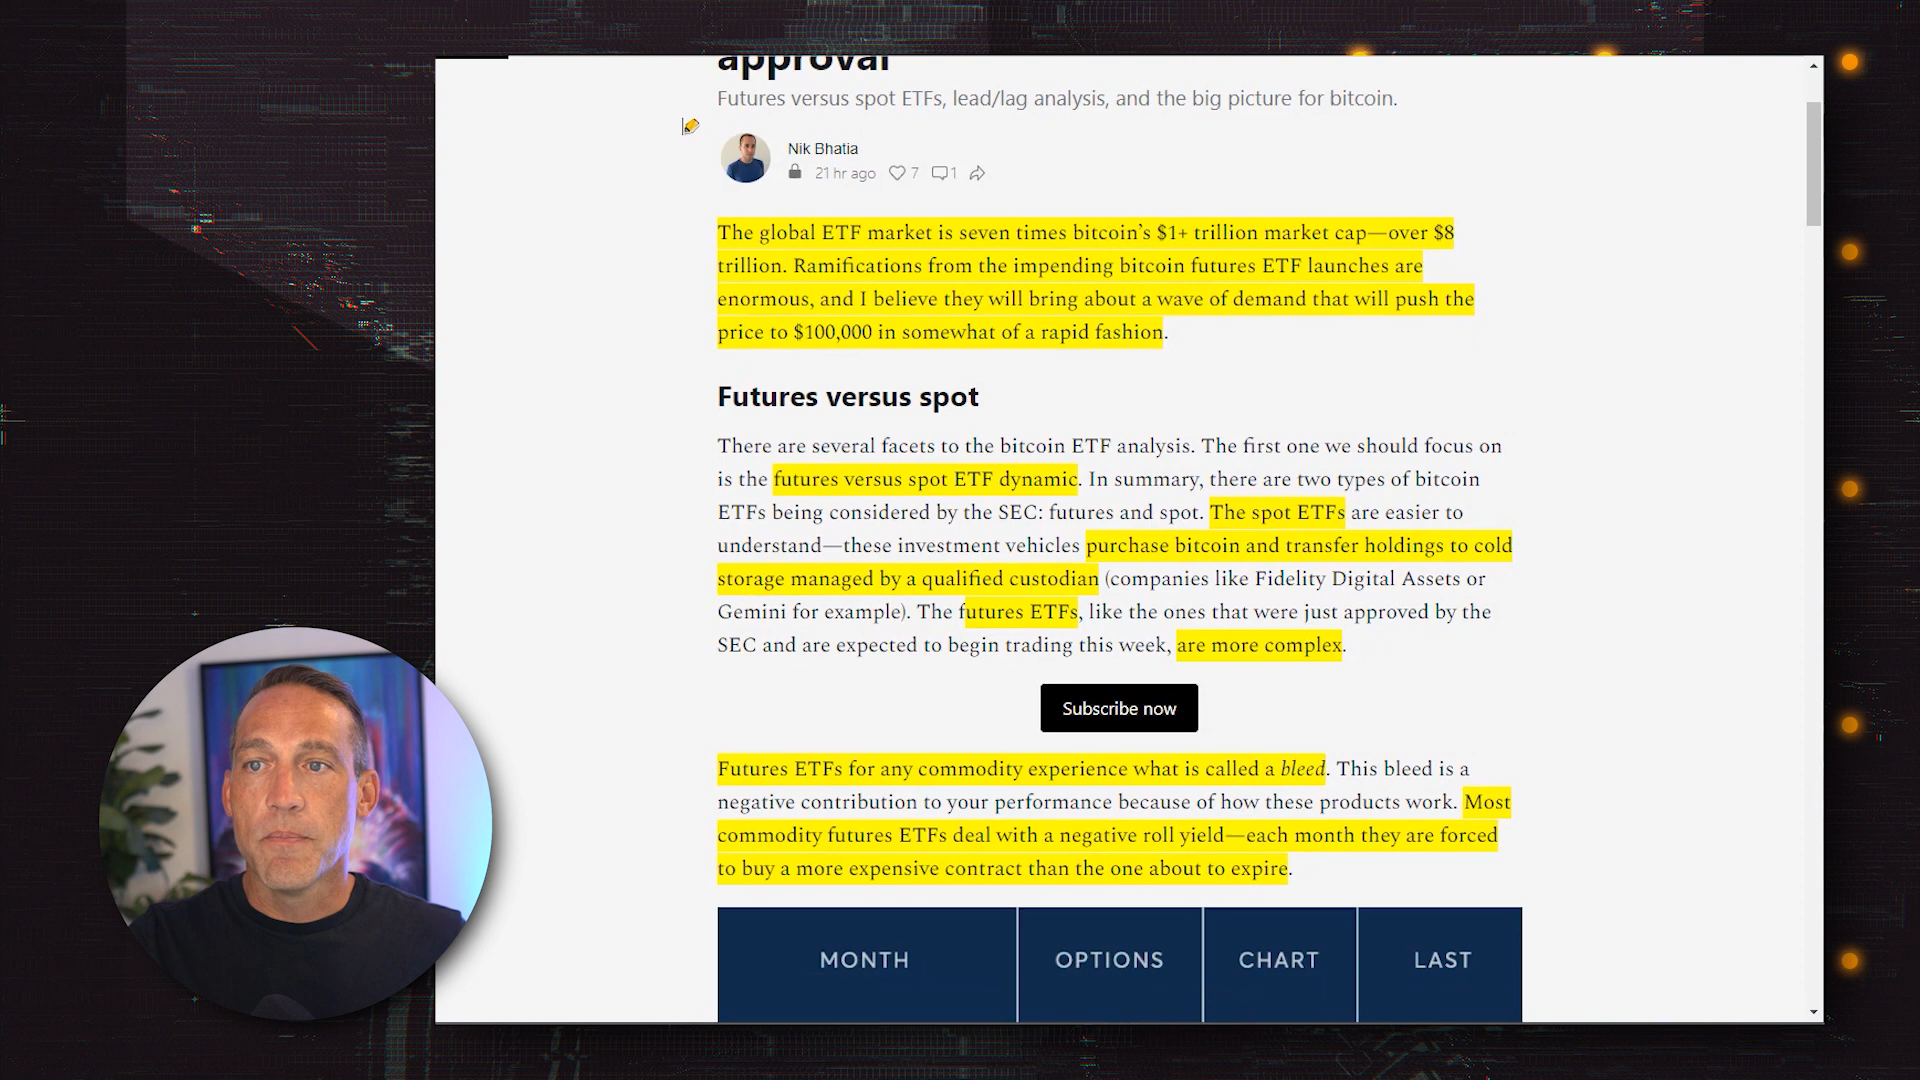 approval
Futures versus spot ETFs, lead/lag analysis, and the big picture for bitcoin.
Nik Bhatia
21 hr ago 7 1
The global ETF market is seven times bitcoin’s $1+ trillion market cap—over $8
trillion. Ramifications from the impending bitcoin futures ETF launches are
enormous, and I believe they will bring about a wave of demand that will push the
price to $100,000 in somewhat of a rapid fashion.
Futures versus spot
There are several facets to the bitcoin ETF analysis. The first one we should focus on
is the futures versus spot ETF dynamic. In summary, there are two types of bitcoin
ETFs being considered by the SEC: futures and spot. The spot ETFs are easier to
understand—these investment vehicles purchase bitcoin and transfer holdings to cold
storage managed by a qualified custodian (companies like Fidelity Digital Assets or
Gemini for example). The futures ETFs, like the ones that were just approved by the
SEC and are expected to begin trading this week, are more complex.
Subscribe now
Futures ETFs for any commodity experience what is called a bleed. This bleed is a
negative contribution to your performance because of how these products work. Most
commodity futures ETFs deal with a negative roll yield—each month they are forced
to buy a more expensive contract than the one about to expire.
MONTH OPTIONS CHART LAST